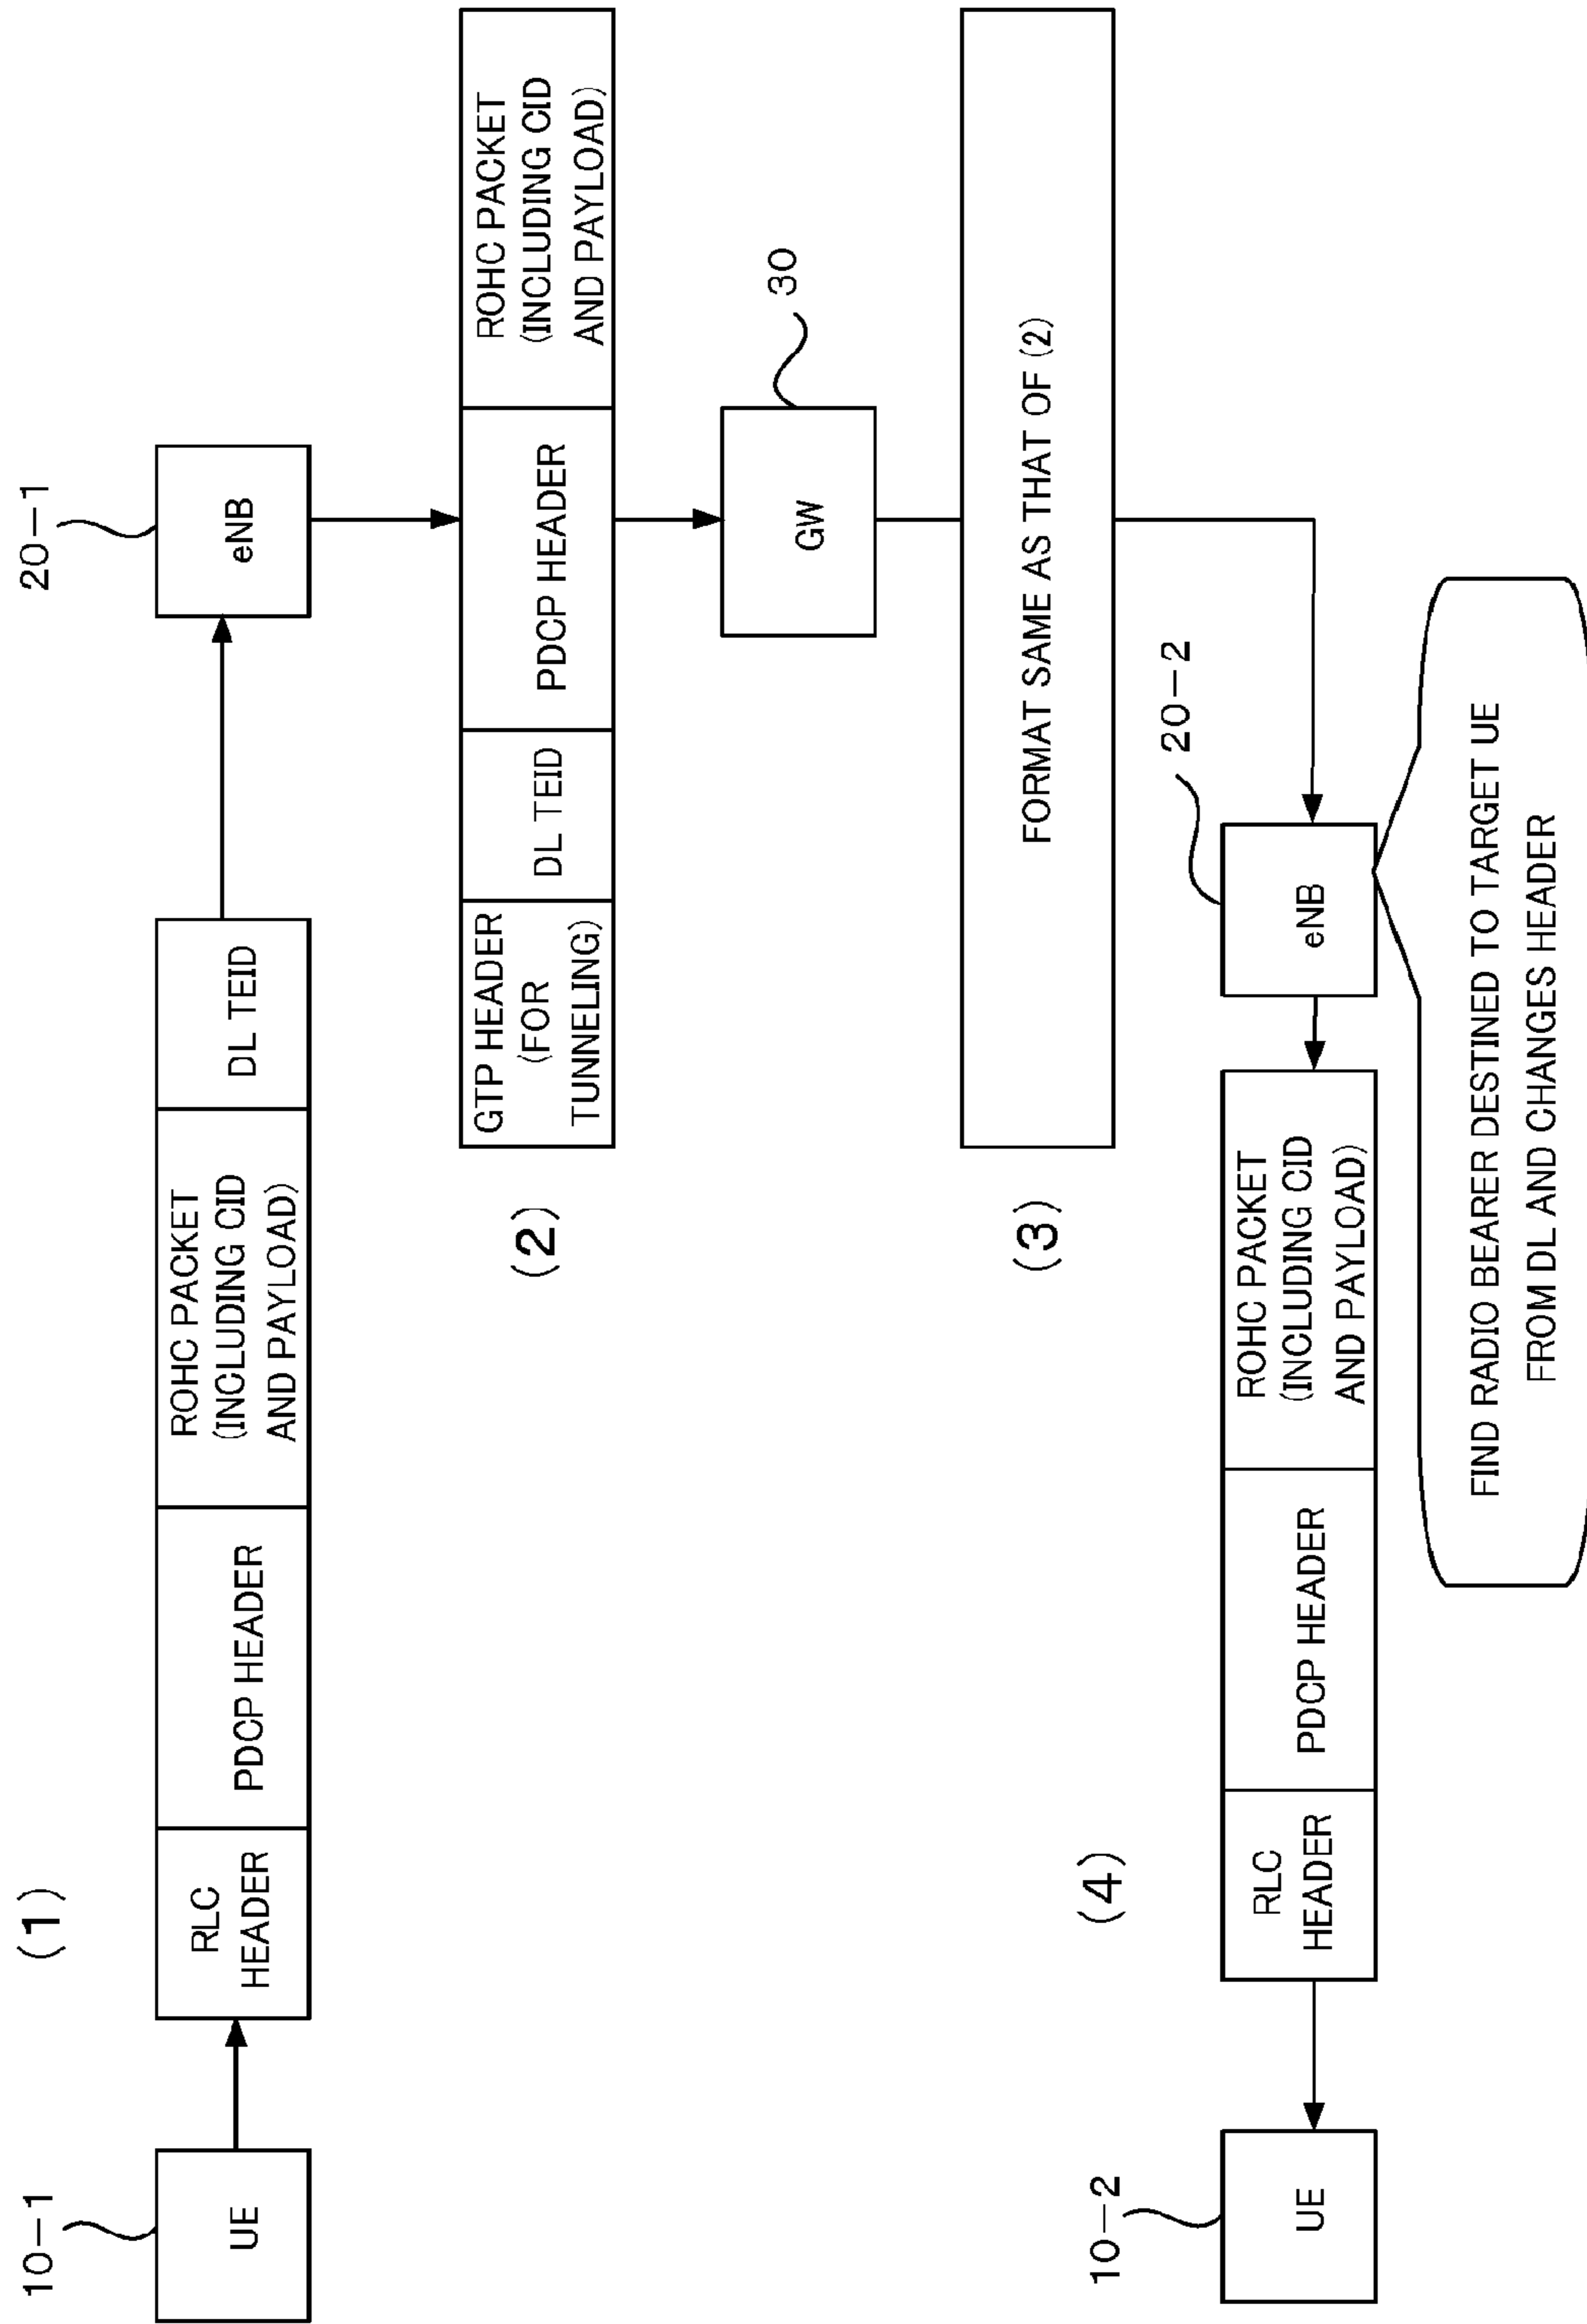 10-1
UE
(1)
RLC
HEADER
PDCP HEADER
ROHC PACKET
(INCLUDING CID
AND PAYLOAD)
DL TEID
20-1
eNB
(2)
GTP HEADER
(FOR
TUNNELING)
DL TEID
PDCP HEADER
ROHC PACKET
(INCLUDING CID
AND PAYLOAD)
GW
30
(3)
FORMAT SAME AS THAT OF (2)
10-2
UE
(4)
RLC
HEADER
PDCP HEADER
ROHC PACKET
(INCLUDING CID
AND PAYLOAD)
eNB
20-2
FIND RADIO BEARER DESTINED TO TARGET UE
FROM DL AND CHANGES HEADER